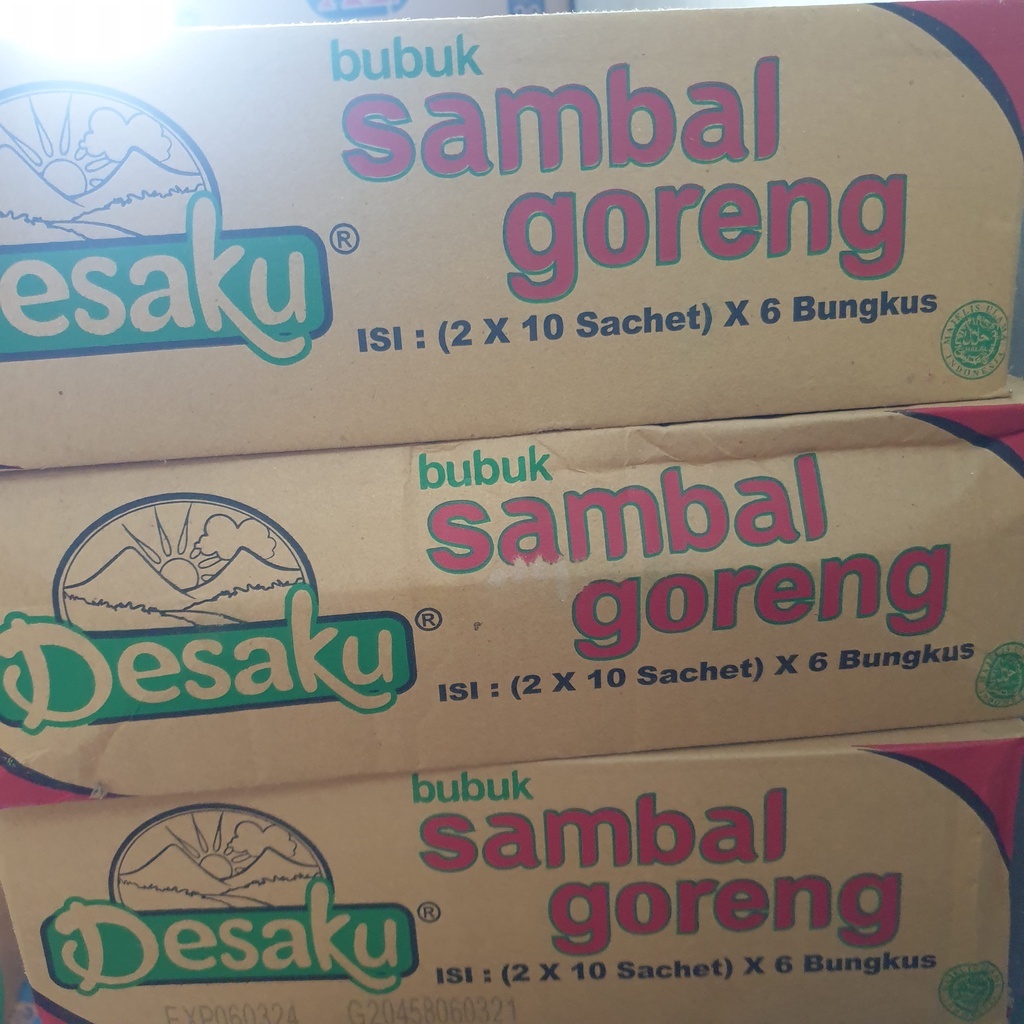 bubuk
sambal
goreng
esaku ®
ISI : (2 X 10 Sachet) X 6 Bungkus
bubuk
sambal
goreng
Desaku ®
ISI : (2 X 10 Sachet) X 6 Bungkus
bubuk
sambal
goreng
Desaku ®
ISI : (2 X 10 Sachet) X 6 Bungkus
EXP060324 G20458060321